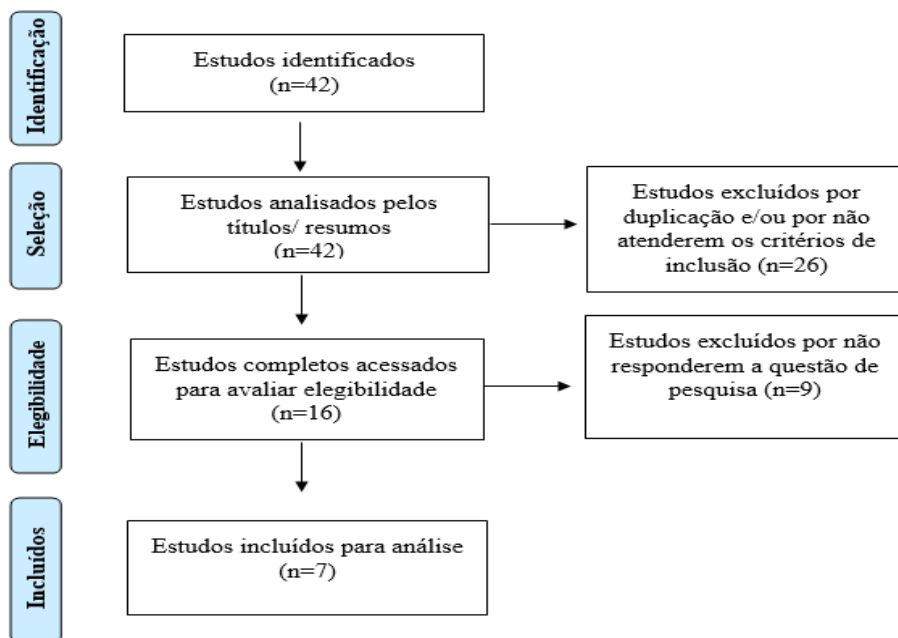 Identificação
Estudos identificados
(n=42)
Seleção
Estudos analisados pelos
títulos/ resumos
(n=42)
Estudos excluídos por
duplicação e/ou por não
atenderem os critérios de
inclusão (n=26)
Elegibilidade
Estudos completos acessados
para avaliar elegibilidade
(n=16)
Estudos excluídos por não
responderem a questão de
pesquisa (n=9)
Incluídos
Estudos incluídos para análise
(n=7)